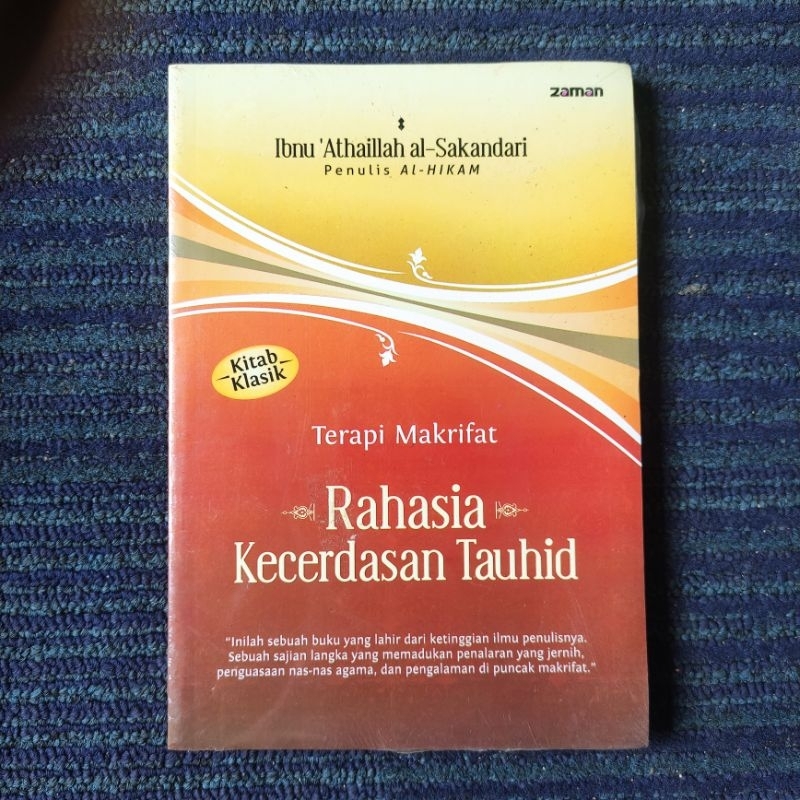 zaman
Ibnu 'Athaillah al-Sakandari
Penulis AL-HIKAM
Kitab
Klasik
Terapi Makrifat
Rahasia
Kecerdasan Tauhid
"Inilah sebuah buku yang lahir dari ketinggian ilmu penulisnya.
Sebuah sajian langka yang memadukan penalaran yang jernih,
penguasaan nas-nas agama, dan pengalaman di puncak makrifat."